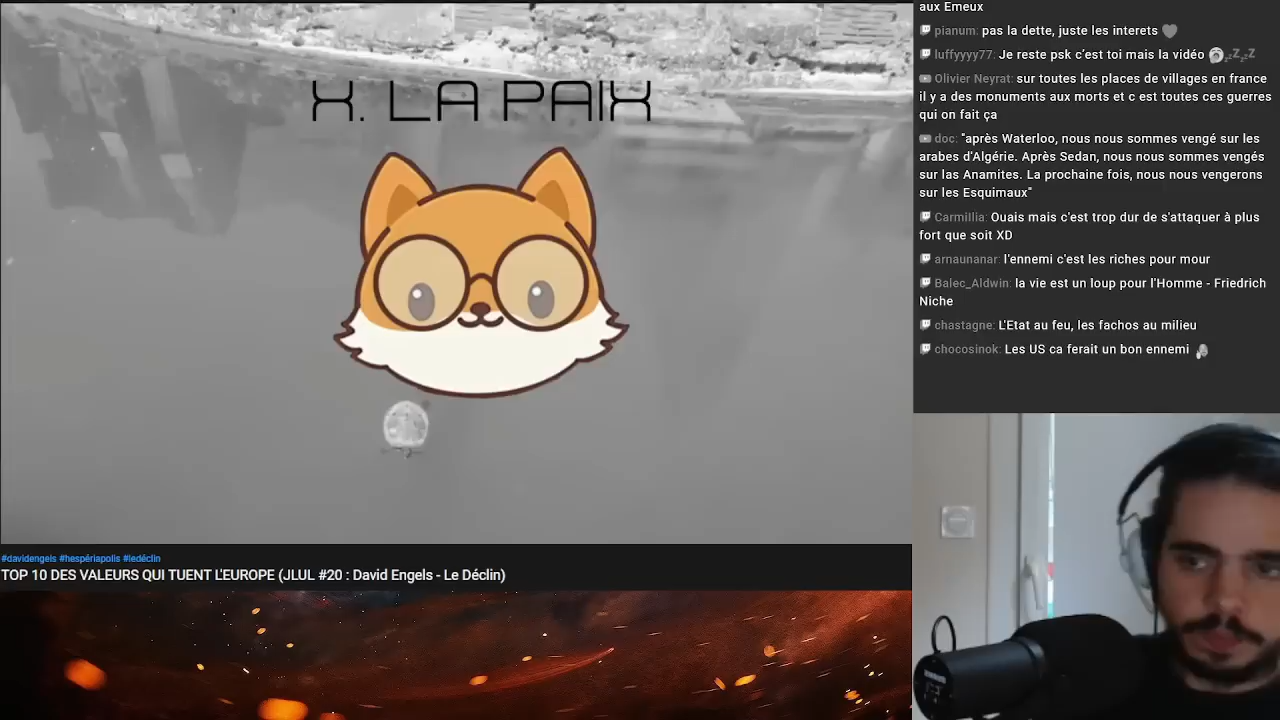 X. LA PAIX
#davidengels #hespériapolis #ledéclin
TOP 10 DES VALEURS QUI TUENT L'EUROPE (JLUL #20 : David Engels - Le Déclin)
aux Emeux
pianum: pas la dette, juste les interets
luffyyyy77: Je reste psk c'est toi mais la vidéo
Olivier Neyrat: sur toutes les places de villages en france
il y a des monuments aux morts et c est toutes ces guerres
qui on fait ça
doc: "après Waterloo, nous nous sommes vengé sur les
arabes d'Algérie. Après Sedan, nous nous sommes vengés
sur las Anamites. La prochaine fois, nous nous vengerons
sur les Esquimaux"
Carmillia: Ouais mais c'est trop dur de s'attaquer à plus
fort que soit XD
arnaunanar: l'ennemi c'est les riches pour mour
Balec_Aldwin: la vie est un loup pour l'Homme - Friedrich
Niche
chastagne: L'Etat au feu, les fachos au milieu
chocosinok: Les US ca ferait un bon ennemi